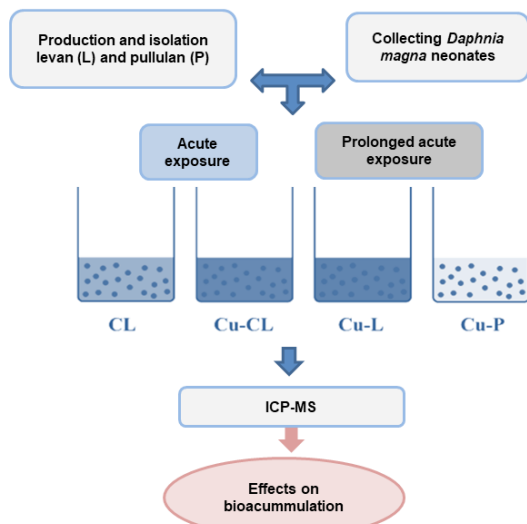 Production and isolation
levan (L) and pullulan (P)
Collecting Daphnia
magna neonates
Acute
exposure
Prolonged acute
exposure
CL
Cu-CL
Cu-L
Cu-P
ICP-MS
Effects on
bioacummulation